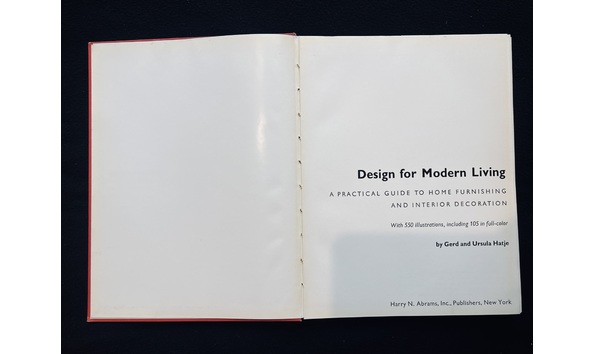 Design for Modern Living
A PRACTICAL GUIDE TO HOME FURNISHING
AND INTERIOR DECORATION
With 550 illustrations, including 105 in full-color
by Gerd and Ursula Hatje
Harry N. Abrams, Inc., Publishers, New York